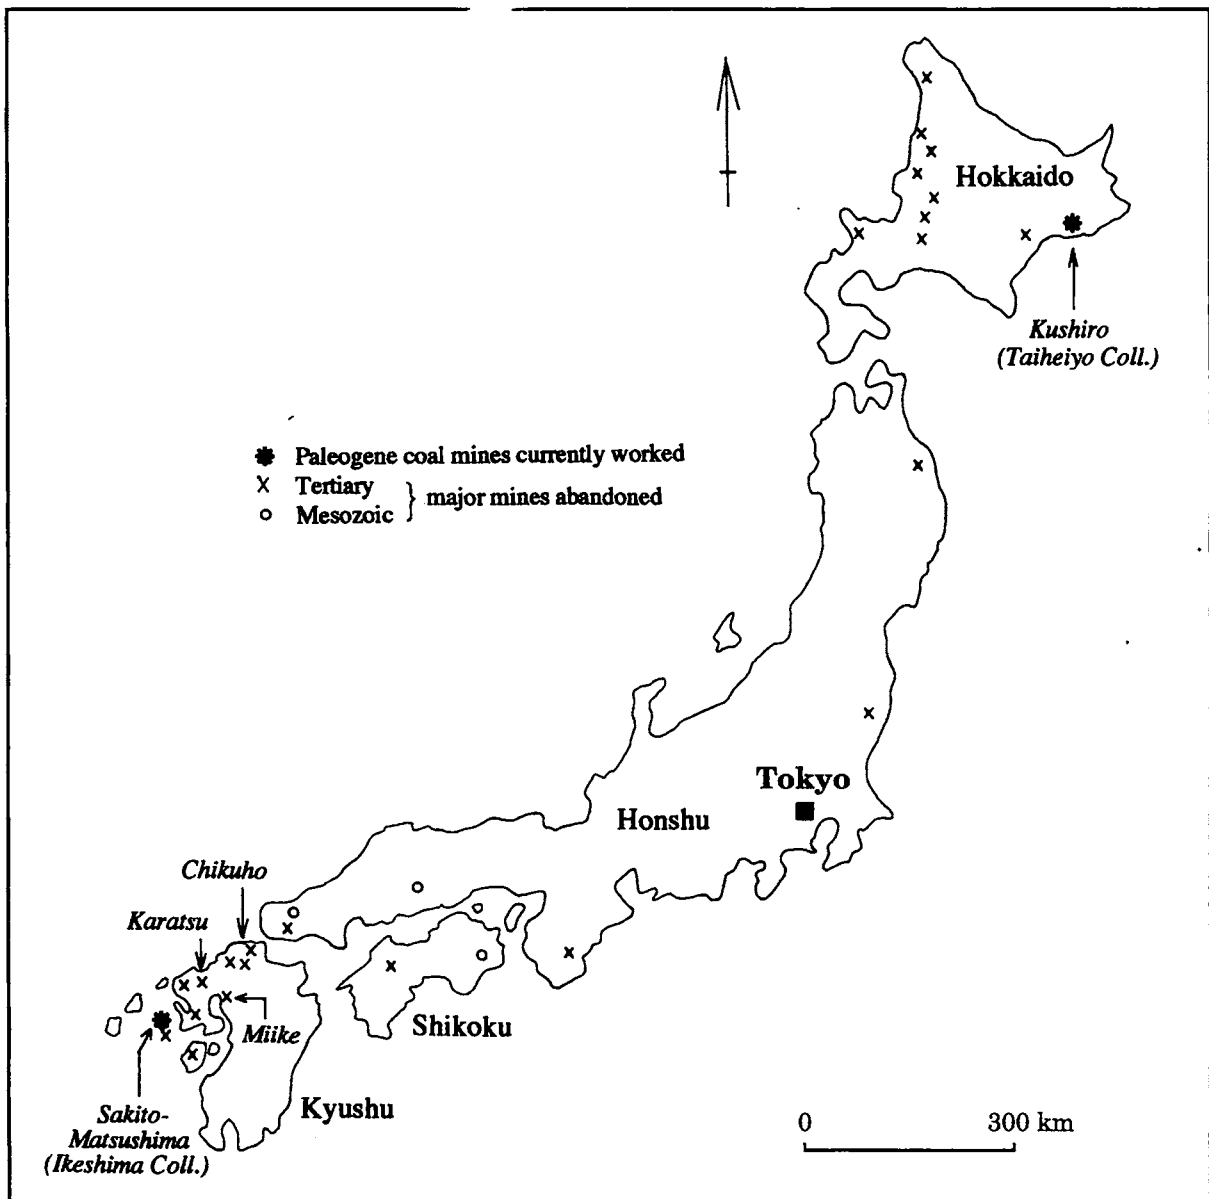 Hokkaido
Kushiro
(Taiheiyo Coll.)
Paleogene coal mines currently worked
x Tertiary
} major mines abandoned
o Mesozoic
Tokyo
Honshu
Chikuho
Karatsu
Miike
Shikoku
Kyushu
Sakito-
Matsushima
(Ikeshima Coll.)
0 300 km